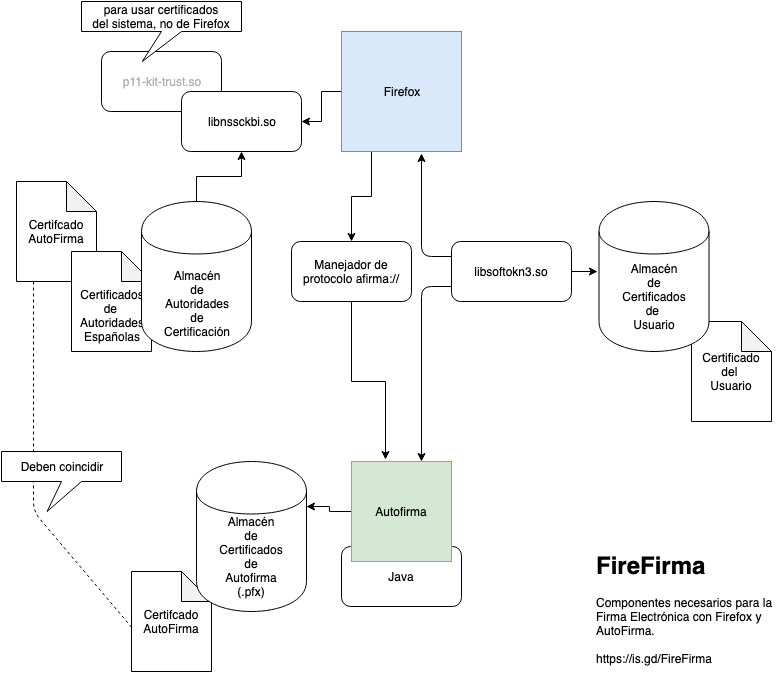 para usar certificados
del sistema, no de Firefox
p11-kit-trust.so
libnssckbi.so
Firefox
Certifcado
AutoFirma
Certificados
de
Autoridades
Españolas
Almacén
de
Autoridades
de
Certificación
Manejador de
protocolo afirma://
libsoftokn3.so
Almacén
de
Certificados
de
Usuario
Certificado
del
Usuario
Deben coincidir
Almacén
de
Certificados
de
Autofirma
(.pfx)
Autofirma
Java
Certifcado
AutoFirma
FireFirma
Componentes necesarios para la
Firma Electrónica con Firefox y
AutoFirma.
https://is.gd/FireFirma